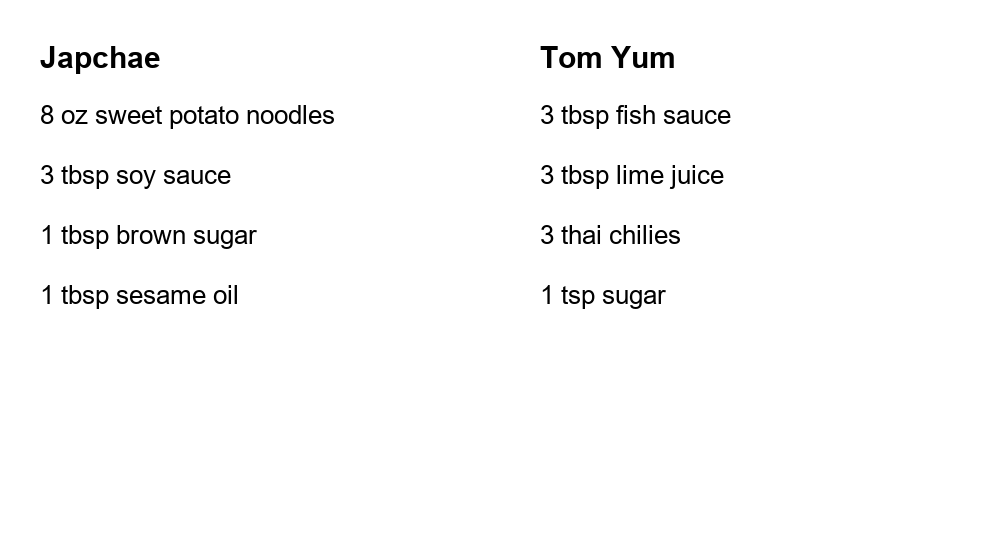 Japchae
8 oz sweet potato noodles
3 tbsp soy sauce
1 tbsp brown sugar
1 tbsp sesame oil
Tom Yum
3 tbsp fish sauce
3 tbsp lime juice
3 thai chilies
1 tsp sugar